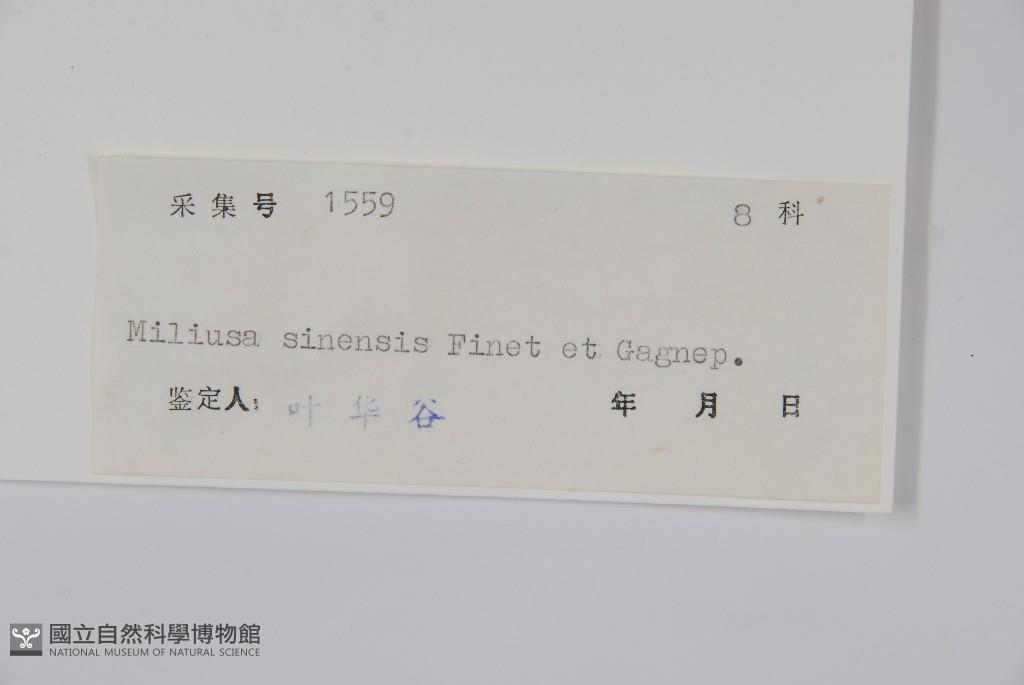 采集号 1559 8 科
Miliusa sinensis Finet et Gagnep.
鉴定人: 叶华谷 年 月 日
國立自然科學博物館
NATIONAL MUSEUM OF NATURAL SCIENCE